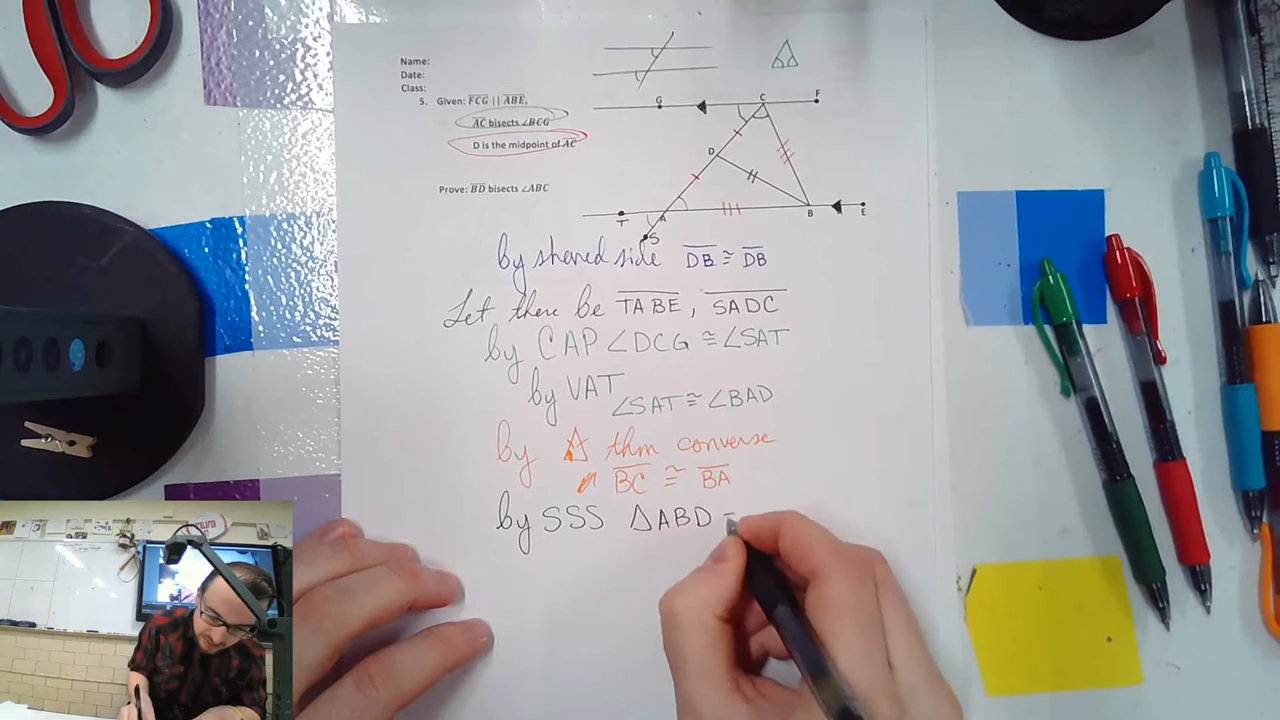 Name:
Date:
Class:
5. Given: FCG || ABE,
AC bisects ∠BCG
D is the midpoint of AC
Prove: BD bisects ∠ABC
G C F
D
T A B E
S
by shared side DB ≅ DB
Let there be TABE, SADC
by CAP ∠DCG ≅ ∠SAT
by VAT
∠SAT ≅ ∠BAD
by thm converse
BC ≅ BA
by SSS △ABD